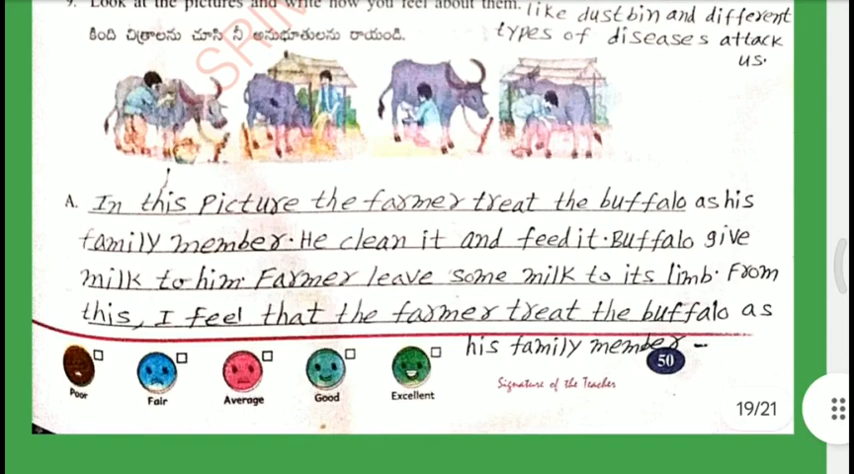 9. Look at the pictures and write how you feel about them.
like dustbin and different
కింది చిత్రాలను చూసి నీ అనుభూతులను రాయండి.
types of diseases attack
us.
SRIN
A. In this picture the farmer treat the buffalo as his
family member. He clean it and feed it. Buffalo give
milk to him. Farmer leave some milk to its limb. From
this, I feel that the farmer treat the buffalo as
his family member -
50
Signature of the Teacher
Poor
Fair
Average
Good
Excellent
19/21